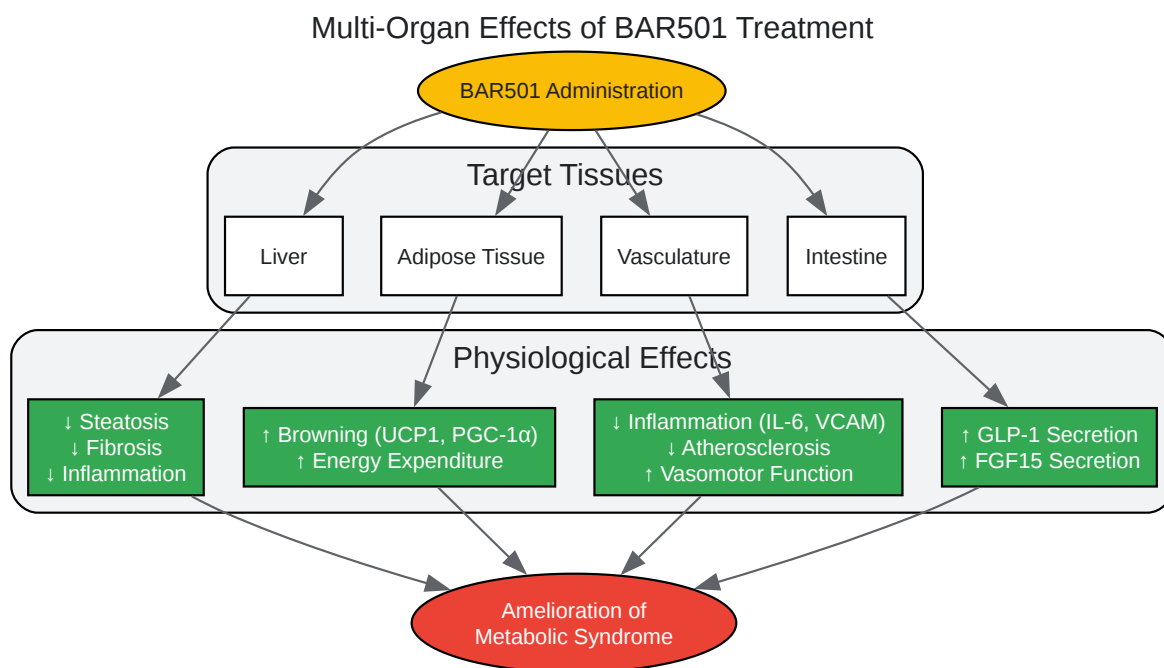 Multi-Organ Effects of BAR501 Treatment
BAR501 Administration
Target Tissues
Liver
Adipose Tissue
Vasculature
Intestine
Physiological Effects
↓ Steatosis
↓ Fibrosis
↓ Inflammation
↑ Browning (UCP1, PGC-1α)
↑ Energy Expenditure
↓ Inflammation (IL-6, VCAM)
↓ Atherosclerosis
↑ Vasomotor Function
↑ GLP-1 Secretion
↑ FGF15 Secretion
Amelioration of
Metabolic Syndrome